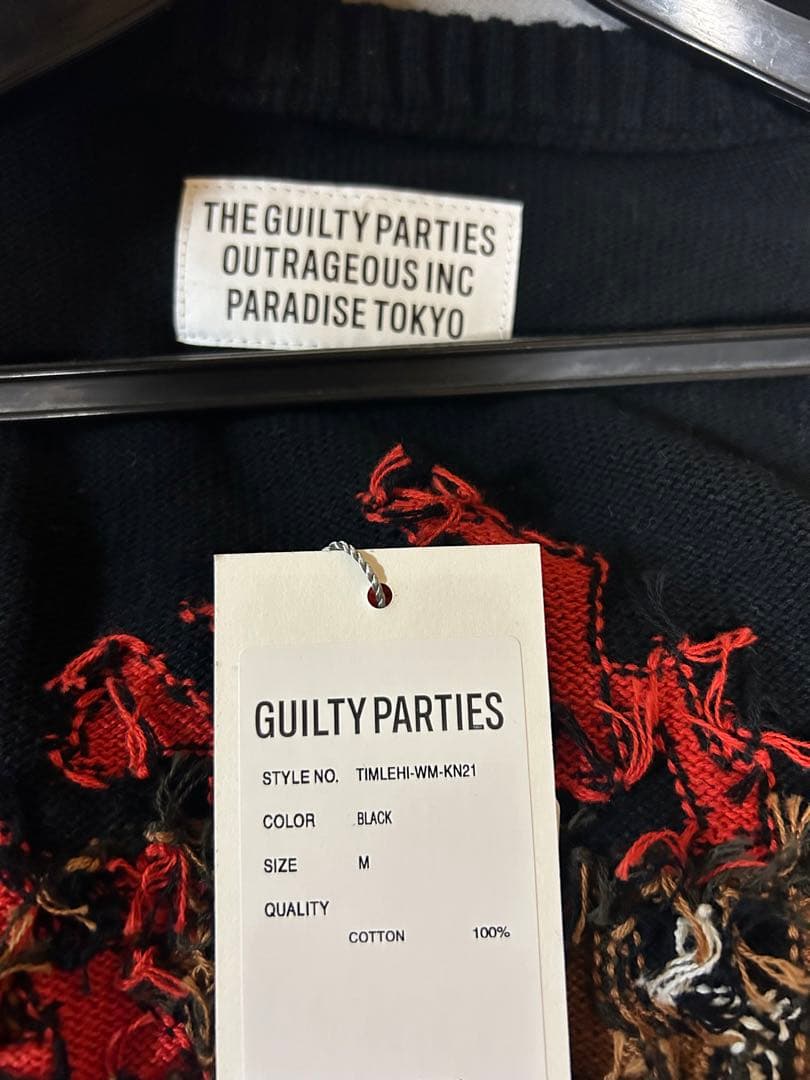 THE GUILTY PARTIES
OUTRAGEOUS INC
PARADISE TOKYO
GUILTY PARTIES
STYLE NO. TIMLEHI-WM-KN21
COLOR BLACK
SIZE M
QUALITY
COTTON 100%